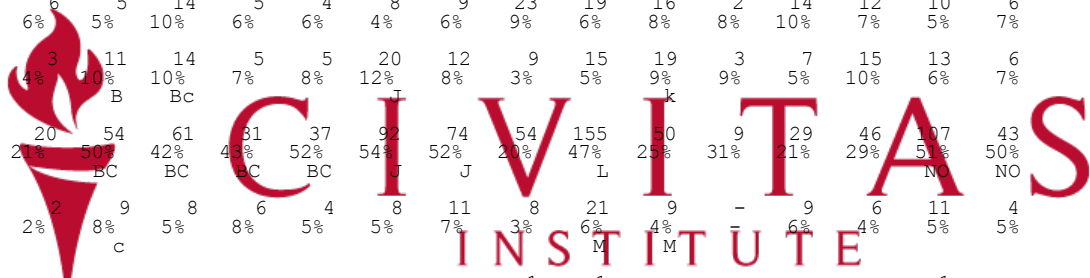 6 5 14 5 4 8 9 23 19 16 2 14 12 10 6
6% 5% 10% 6% 6% 4% 6% 9% 6% 8% 8% 10% 7% 5% 7%
3 11 14 5 5 20 12 9 15 19 3 7 15 13 6
4% 10% 10% 7% 8% 12% 8% 3% 5% 9% 9% 5% 10% 6% 7%
B Bc J k
20 54 61 31 37 92 74 54 155 50 9 29 46 107 43
21% 50% 42% 43% 52% 54% 52% 20% 47% 25% 31% 21% 29% 51% 50%
BC BC BC BC J J L NO NO
CIVITAS
2 9 8 6 4 8 11 8 21 9 - 9 6 11 4
2% 8% 5% 8% 5% 5% 7% 3% 6% 4% - 6% 4% 5% 5%
c M M
INSTITUTE